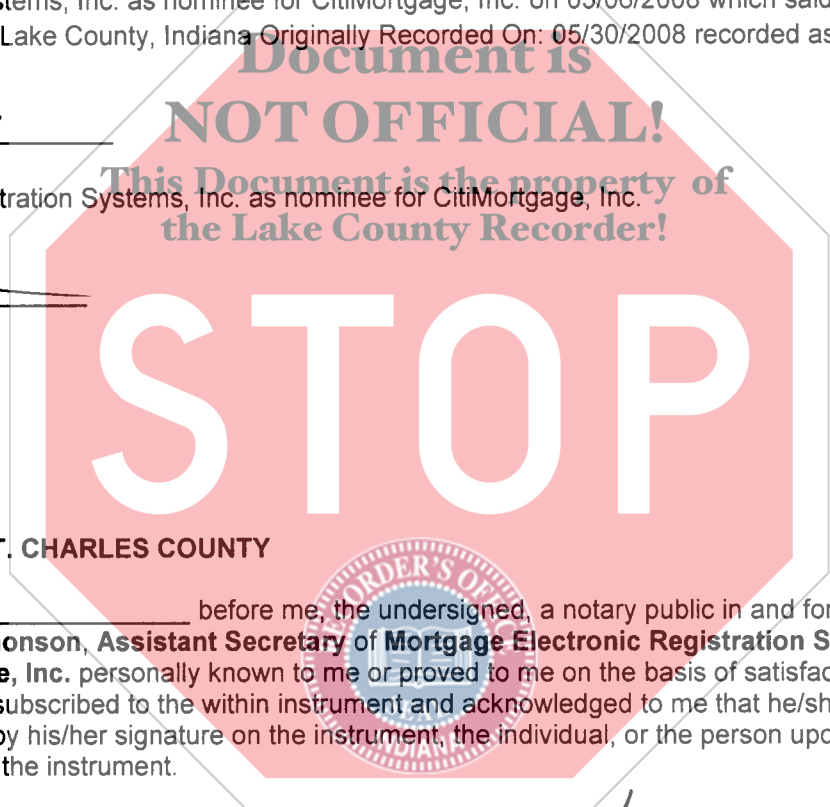 stems, Inc. as nominee for CitiMortgage, Inc. on 05/06/2008 which said
Lake County, Indiana Originally Recorded On: 05/30/2008 recorded as
Document is
NOT OFFICIAL!
This Document is the property of
tration Systems, Inc. as nominee for CitiMortgage, Inc.
the Lake County Recorder!
STOP
T. CHARLES COUNTY
ORDER'S OFFICE
before me, the undersigned, a notary public in and for
onson, Assistant Secretary of Mortgage Electronic Registration S
e, Inc. personally known to me or proved to me on the basis of satisfac
subscribed to the within instrument and acknowledged to me that he/sh
by his/her signature on the instrument, the individual, or the person upo
the instrument.
INDIANA